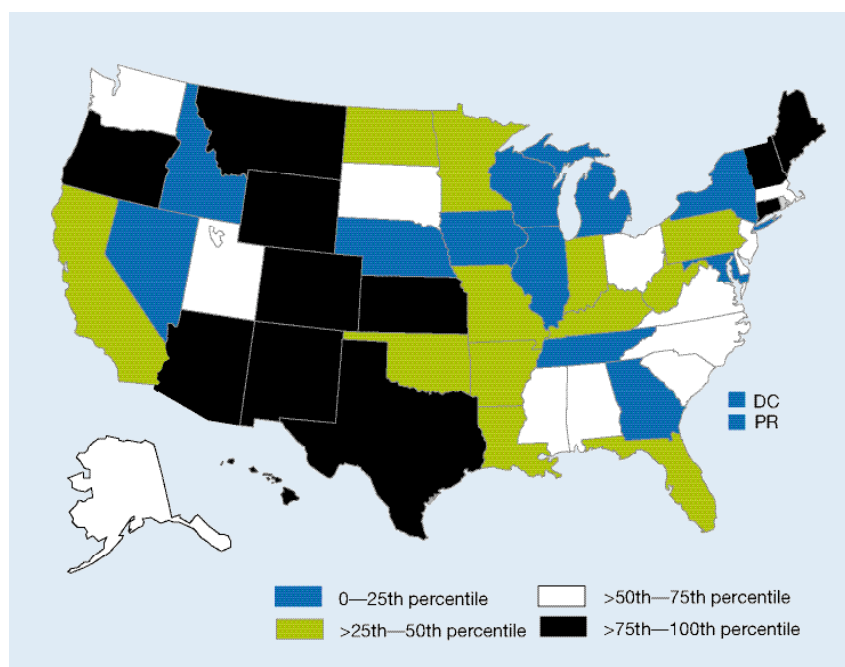 DC
PR
0—25th percentile
>50th—75th percentile
>25th—50th percentile
>75th—100th percentile